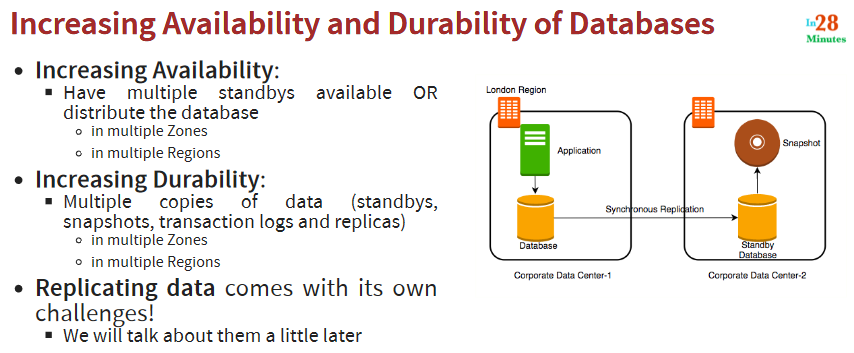 Increasing Availability and Durability of Databases
In 28
Minutes
• Increasing Availability:
▪ Have multiple standbys available OR
distribute the database
◦ in multiple Zones
◦ in multiple Regions
• Increasing Durability:
▪ Multiple copies of data (standbys,
snapshots, transaction logs and replicas)
◦ in multiple Zones
◦ in multiple Regions
• Replicating data comes with its own
challenges!
▪ We will talk about them a little later
London Region
Application
Snapshot
Synchronous Replication
Database
Standby
Database
Corporate Data Center-1
Corporate Data Center-2